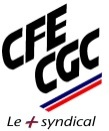 CFE
CGC
Le + syndical